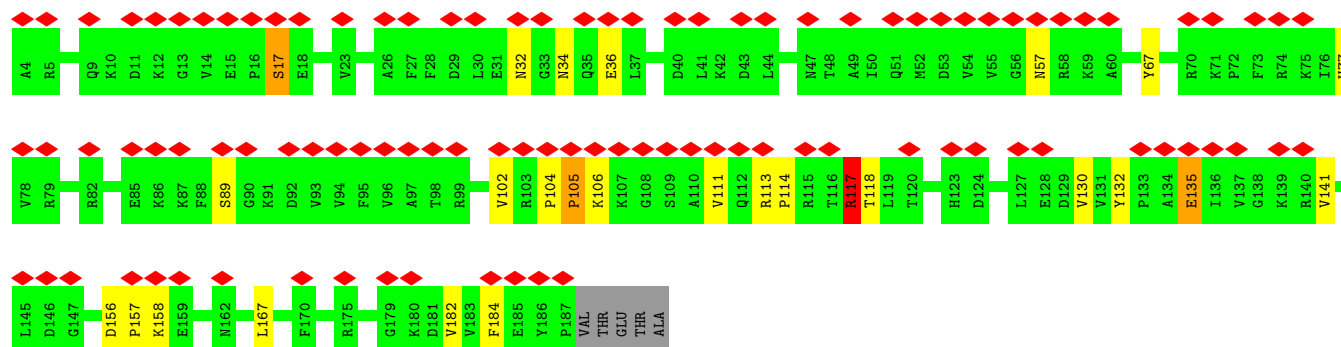 A4 R5 Q9 K10 D11 K12 G13 V14 E15 P16 S17 E18 V23 A26 F27 F28 D29 L30 E31 N32 G33 N34 Q35 E36 L37 D40 L41 K42 D43 L44 N47 T48 A49 I50 Q51 M52 D53 V54 V55 G56 N57 R58 K59 A60 Y67 R70 K71 P72 F73 R74 K75 I76
V78 R79 R82 E85 K86 K87 F88 S89 G90 K91 D92 V93 V94 F95 V96 A97 T98 R99 V102 R103 P104 P105 K106 K107 G108 S109 A110 V111 Q112 R113 P114 R115 T116 R117 T118 L119 T120 H123 D124 L127 E128 D129 V130 V131 Y132 P133 A134 E135 I136 V137 G138 K139 R140 V141
L145 D146 G147 D156 P157 K158 E159 N162 L167 F170 R175 G179 K180 D181 V182 V183 F184 E185 Y186 P187 VAL THR GLU THR ALA